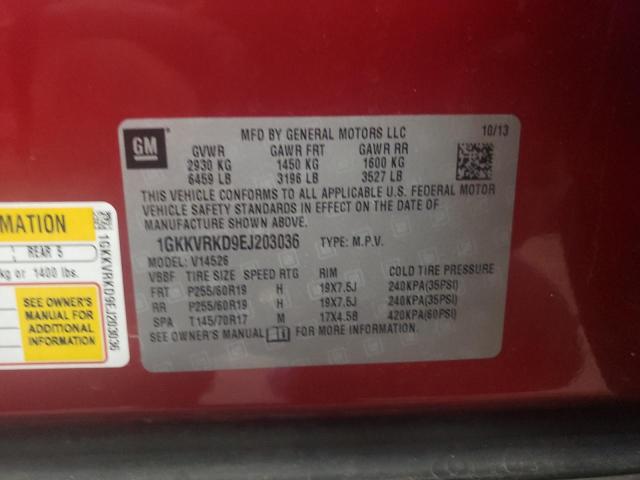 GM
MFD BY GENERAL MOTORS LLC 10/13
GVWR GAWR FRT GAWR RR
2930 KG 1450 KG 1600 KG
6459 LB 3196 LB 3527 LB
THIS VEHICLE CONFORMS TO ALL APPLICABLE U.S. FEDERAL MOTOR
VEHICLE SAFETY STANDARDS IN EFFECT ON THE DATE OF
MANUFACTURE SHOWN ABOVE.
1GKKVRKD9EJ203036 TYPE: M.P.V.
MODEL: V14526
VBBF TIRE SIZE SPEED RTG RIM COLD TIRE PRESSURE
FRT P255/60R19 H 19X7.5J 240KPA(35PSI)
RR P255/60R19 H 19X7.5J 240KPA(35PSI)
SPA T145/70R17 M 17X4.5B 420KPA(60PSI)
SEE OWNER'S MANUAL FOR MORE INFORMATION.
RMATION
REAR 5
kg or 1400 lbs.
SEE OWNER'S
MANUAL FOR
ADDITIONAL
INFORMATION
1GKKVRKD9EJ203036